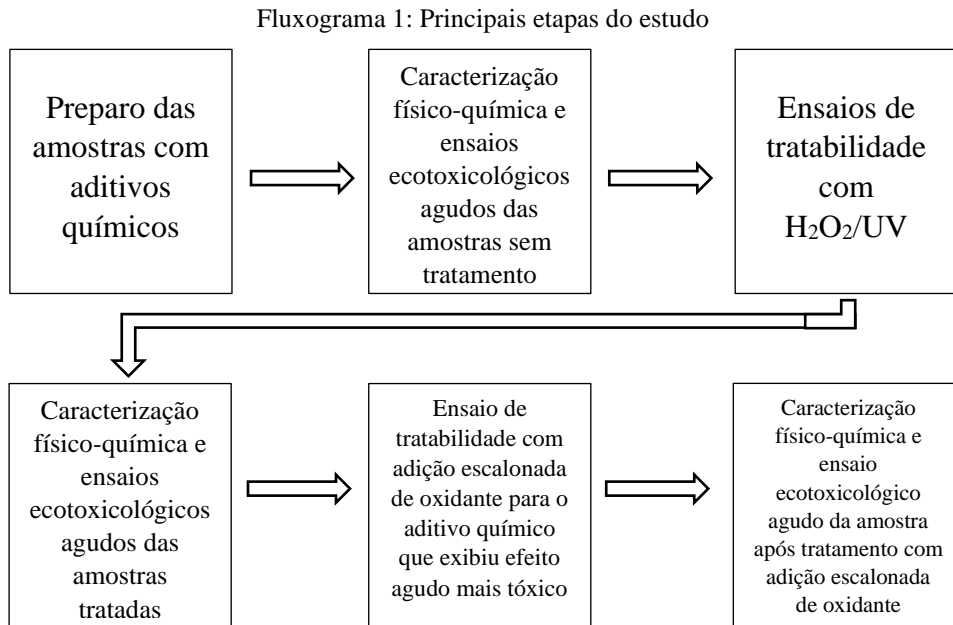 Fluxograma 1: Principais etapas do estudo
Preparo das
amostras com
aditivos
químicos
Caracterização
físico-química e
ensaios
ecotoxicológicos
agudos das
amostras sem
tratamento
Ensaios de
tratabilidade
com
H₂O₂/UV
Caracterização
físico-química e
ensaios
ecotoxicológicos
agudos das
amostras
tratadas
Ensaio de
tratabilidade com
adição escalonada
de oxidante para o
aditivo químico
que exibiu efeito
agudo mais tóxico
Caracterização
físico-química e
ensaio
ecotoxicológico
agudo da amostra
após tratamento com
adição escalonada
de oxidante